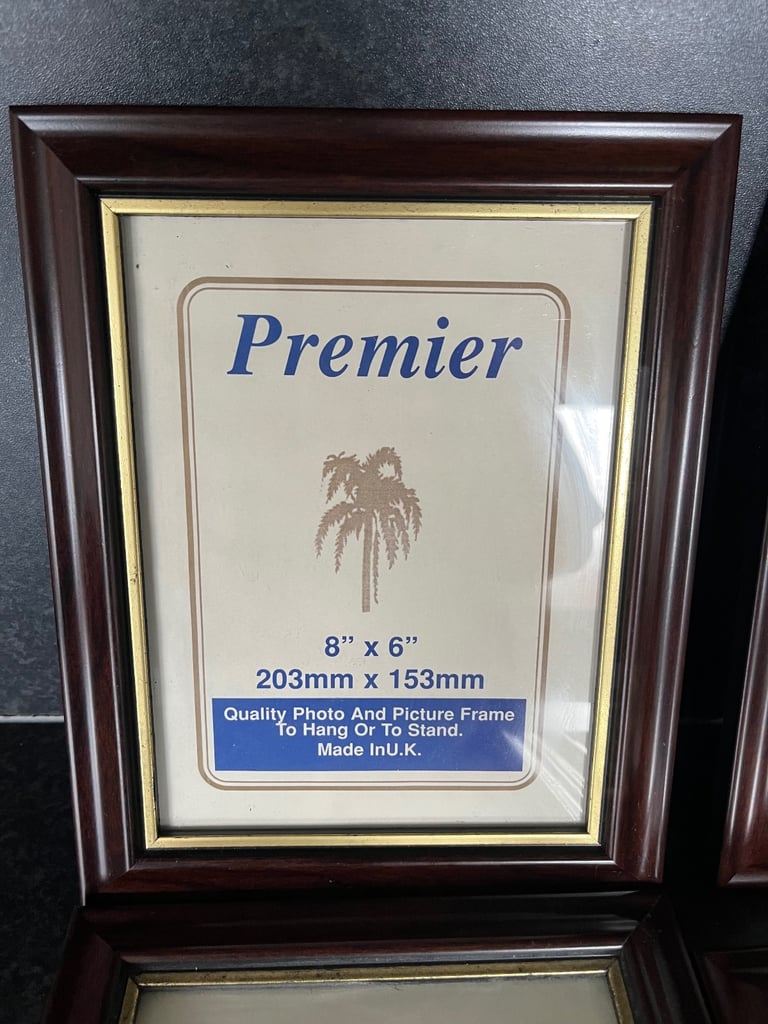 Premier
8” x 6”
203mm x 153mm
Quality Photo And Picture Frame
To Hang Or To Stand.
Made InU.K.